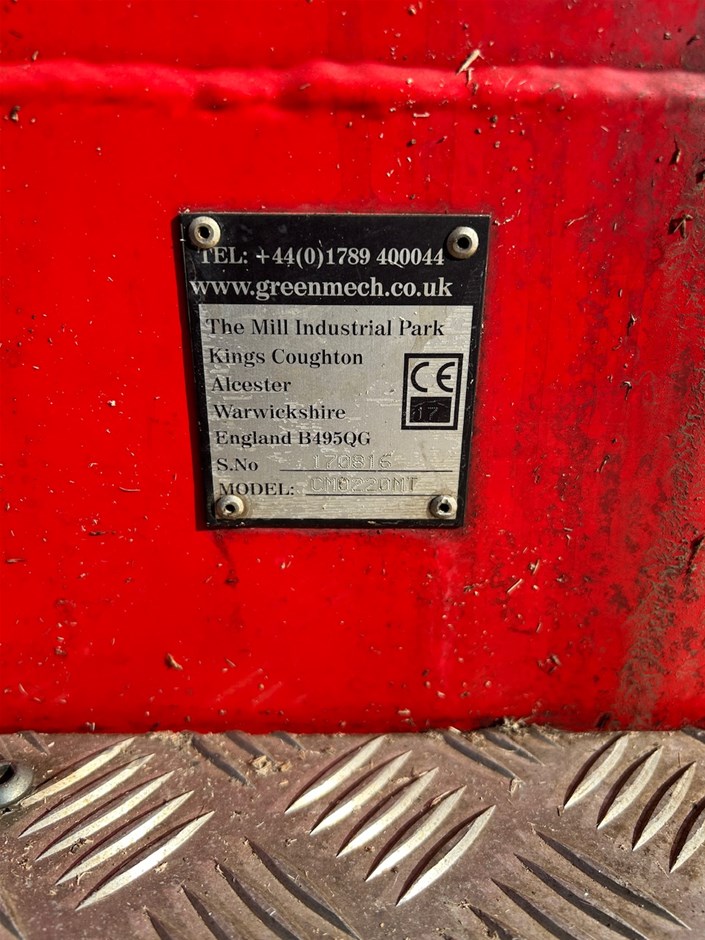 TEL: +44(0)1789 400044
www.greenmech.co.uk
The Mill Industrial Park
Kings Coughton
Alcester
Warwickshire
England B495QG
CE
17
S.No 170816
MODEL: CM0220MT